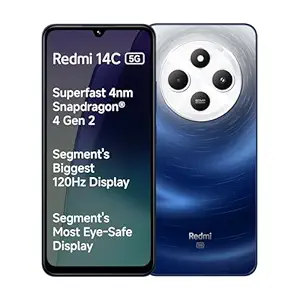 Redmi 14C 5G
Superfast 4nm
Snapdragon®
4 Gen 2
Segment's
Biggest
120Hz Display
Segment's
Most Eye-Safe
Display
Redmi
5G